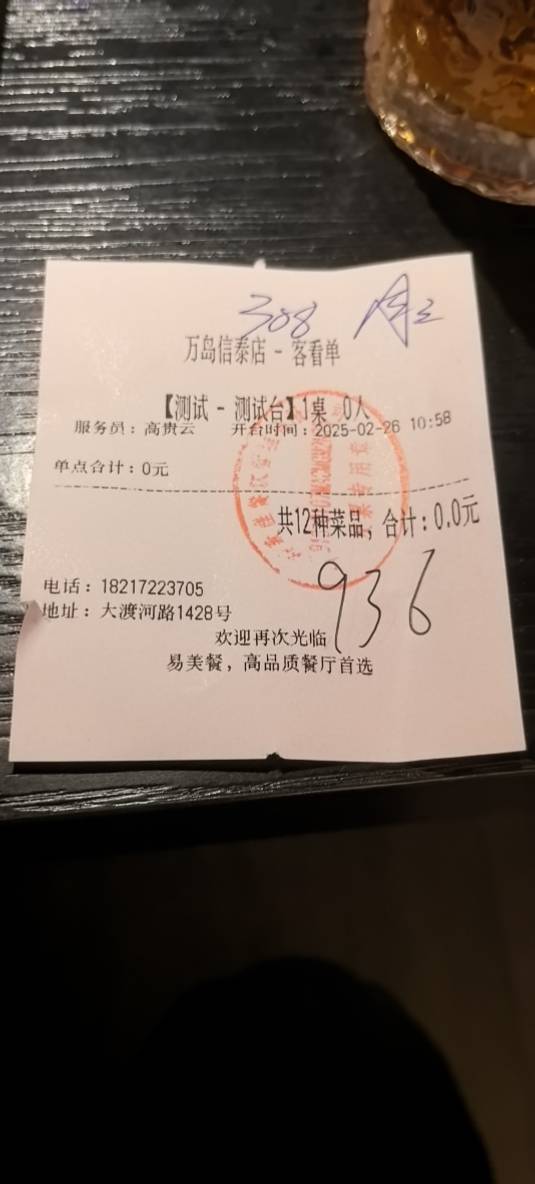 308
万岛信泰店 - 客看单
【测试 - 测试台】1桌 0人
服务员：高贵云 开台时间：2025-02-26 10:58
单点合计：0元
共12种菜品，合计：0.0元
936
电话：18217223705
地址：大渡河路1428号
欢迎再次光临
易美餐，高品质餐厅首选